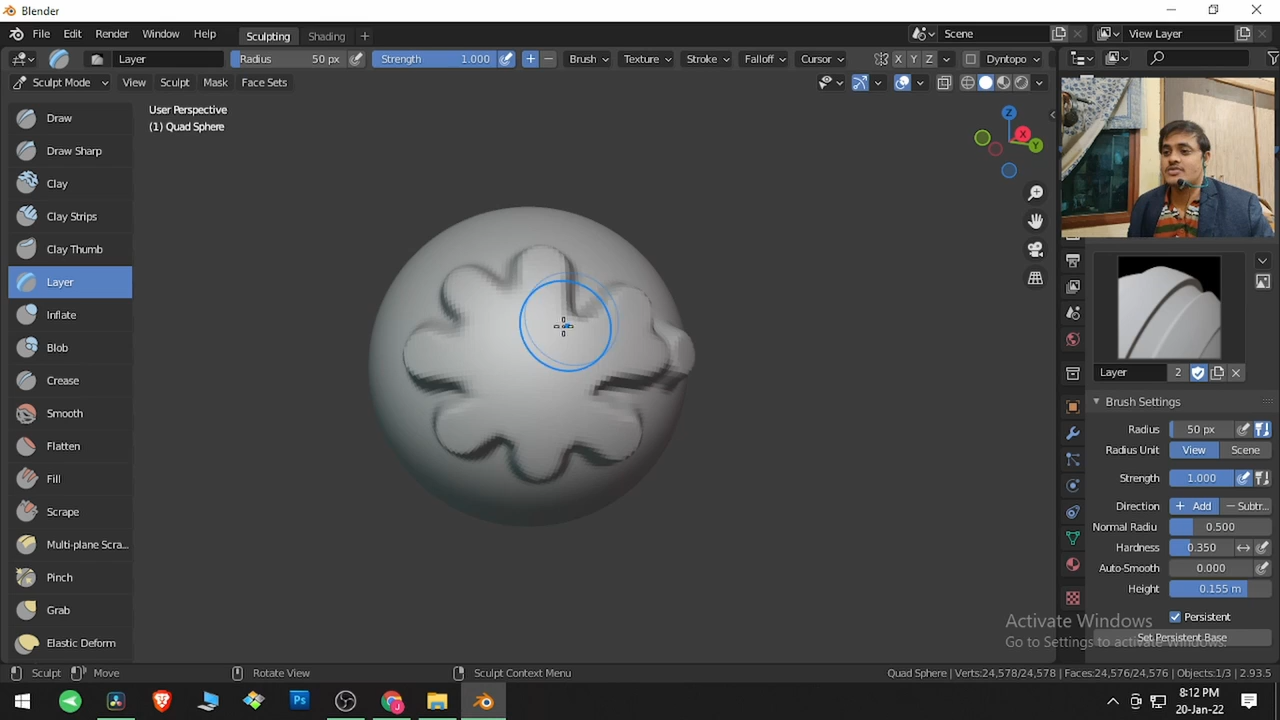 Blender
File Edit Render Window Help Sculpting Shading Scene View Layer
Layer Radius 50 px Strength 1.000 Brush Texture Stroke Falloff Cursor X Y Z Dyntopo
Sculpt Mode View Sculpt Mask Face Sets
User Perspective
(1) Quad Sphere
Z
X
Y
Draw
Draw Sharp
Clay
Clay Strips
Clay Thumb
Layer
Inflate
Blob
Crease
Smooth
Flatten
Fill
Scrape
Multi-plane Scra...
Pinch
Grab
Elastic Deform
Layer 2
Brush Settings
Radius 50 px
Radius Unit View Scene
Strength 1.000
Direction + Add − Subtr...
Normal Radiu 0.500
Hardness 0.350
Auto-Smooth 0.000
Height 0.155 m
Persistent
Set Persistent Base
Activate Windows
Go to Settings to activate Windows.
Sculpt Move Rotate View Sculpt Context Menu Quad Sphere | Verts:24,578/24,578 | Faces:24,576/24,576 | Objects:1/3 | 2.93.5
Ps
J
8:12 PM
20-Jan-22